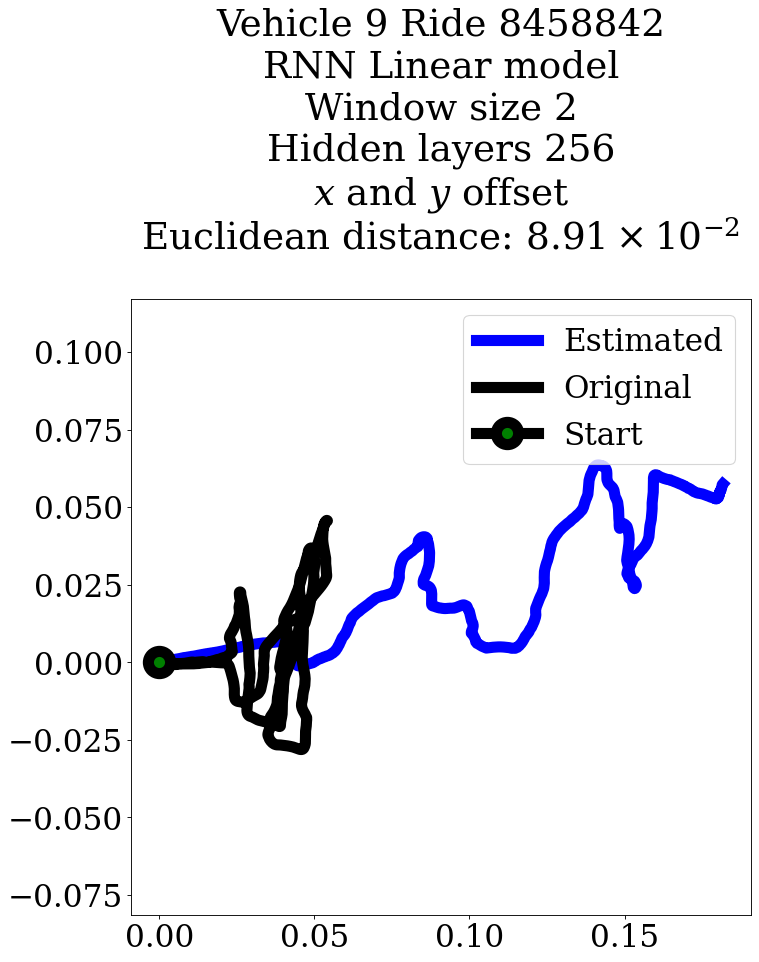 Vehicle 9 Ride 8458842
RNN Linear model
Window size 2
Hidden layers 256
x and y offset
Euclidean distance: 8.91 × 10⁻²
Estimated
Original
Start
0.100
0.075
0.050
0.025
0.000
−0.025
−0.050
−0.075
0.00 0.05 0.10 0.15